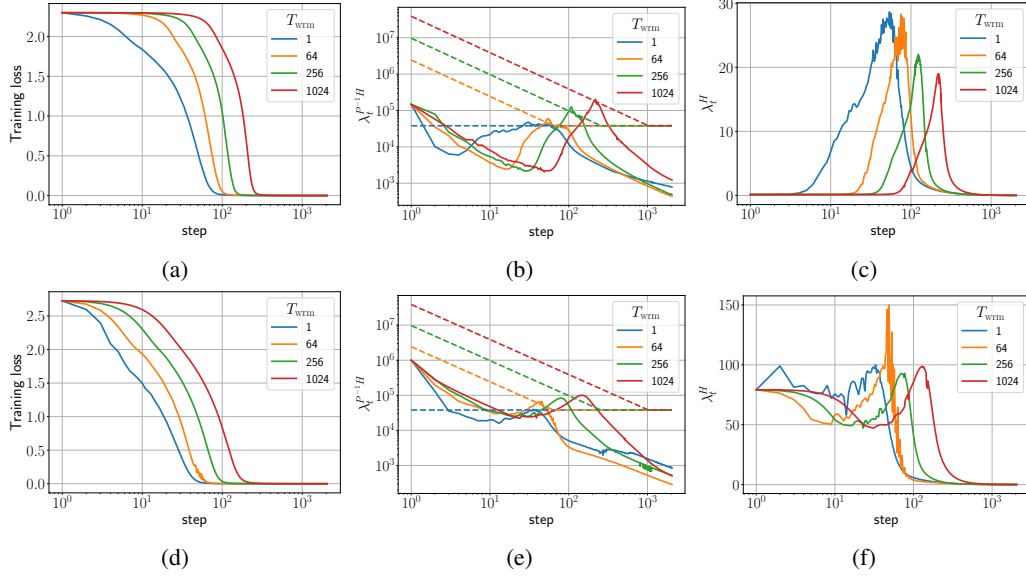 Training loss
2.0
1.5
1.0
0.5
0.0
10^0 10^1 10^2 10^3
step
T_wrm
1
64
256
1024
(a)
λ_t^{P^{-1}H}
10^7
10^6
10^5
10^4
10^3
10^0 10^1 10^2 10^3
step
T_wrm
1
64
256
1024
(b)
λ_t^H
30
20
10
0
10^0 10^1 10^2 10^3
step
T_wrm
1
64
256
1024
(c)
Training loss
2.5
2.0
1.5
1.0
0.5
0.0
10^0 10^1 10^2 10^3
step
T_wrm
1
64
256
1024
(d)
λ_t^{P^{-1}H}
10^7
10^6
10^5
10^4
10^3
10^0 10^1 10^2 10^3
step
T_wrm
1
64
256
1024
(e)
λ_t^H
150
100
50
0
10^0 10^1 10^2 10^3
step
T_wrm
1
64
256
1024
(f)